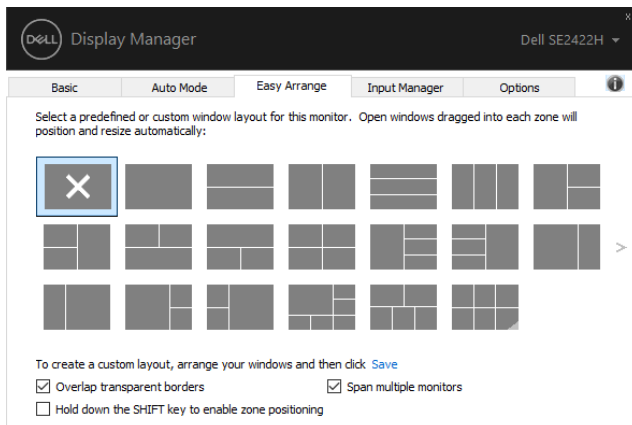 DELL Display Manager Dell SE2422H
Basic Auto Mode Easy Arrange Input Manager Options
Select a predefined or custom window layout for this monitor. Open windows dragged into each zone will
position and resize automatically:
To create a custom layout, arrange your windows and then click Save
Overlap transparent borders Span multiple monitors
Hold down the SHIFT key to enable zone positioning